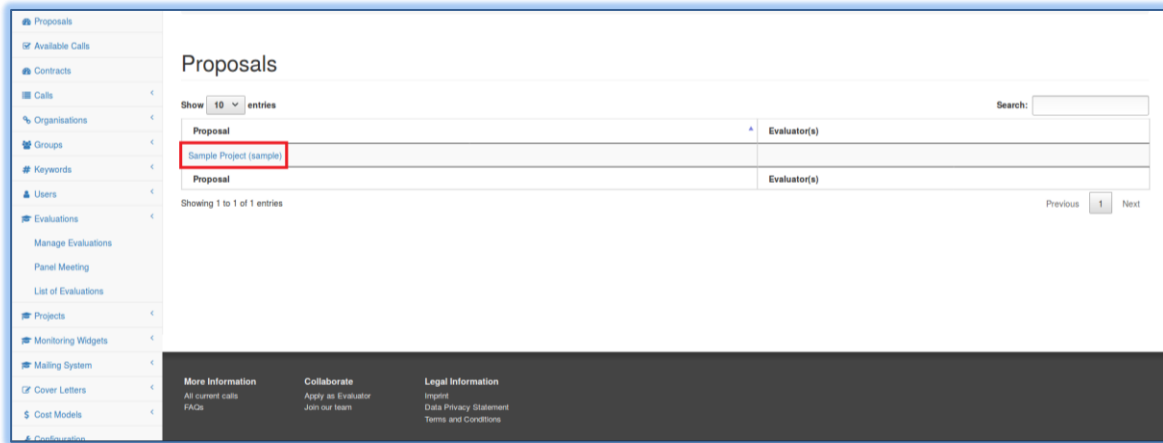 Proposals
Available Calls
Contracts
Calls
Organisations
Groups
Keywords
Users
Evaluations
Manage Evaluations
Panel Meeting
List of Evaluations
Projects
Monitoring Widgets
Mailing System
Cover Letters
Cost Models
Configuration
Proposals
Show 10 entries
Search:
Proposal Evaluator(s)
Sample Project (sample)
Proposal Evaluator(s)
Showing 1 to 1 of 1 entries
Previous 1 Next
More Information
All current calls
FAQs
Collaborate
Apply as Evaluator
Join our team
Legal Information
Imprint
Data Privacy Statement
Terms and Conditions